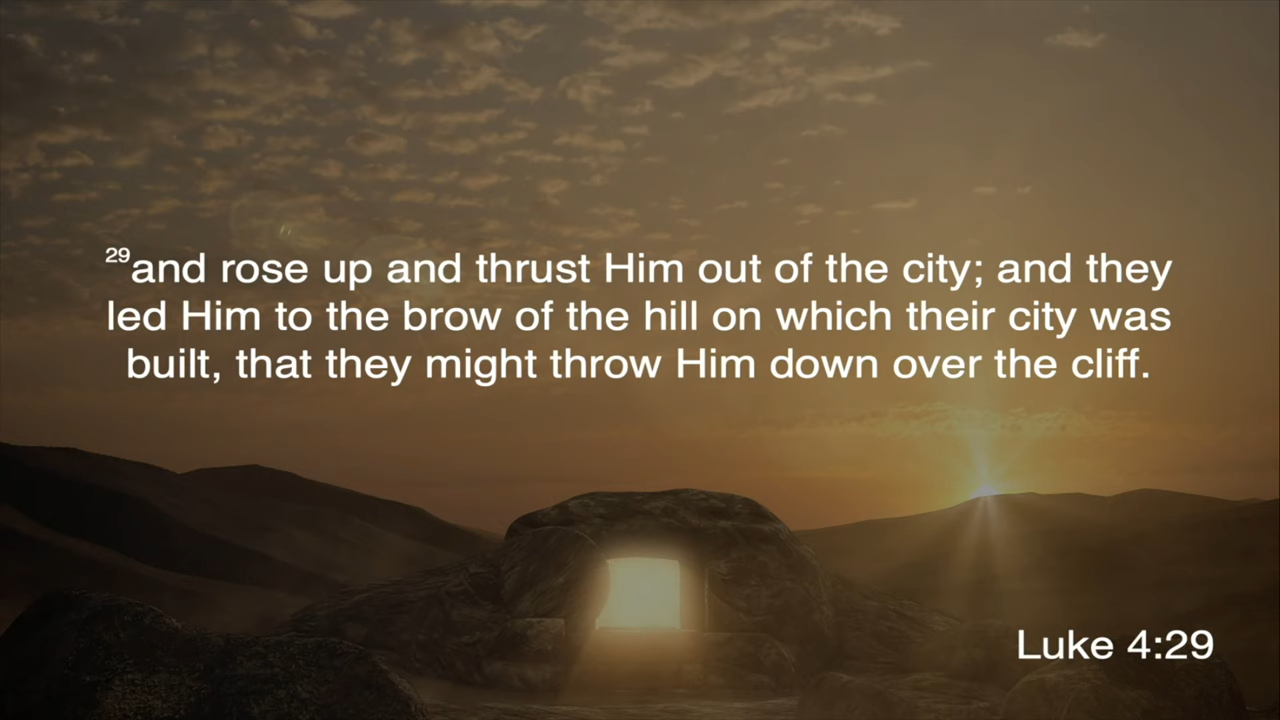 29and rose up and thrust Him out of the city; and they
led Him to the brow of the hill on which their city was
built, that they might throw Him down over the cliff.
Luke 4:29